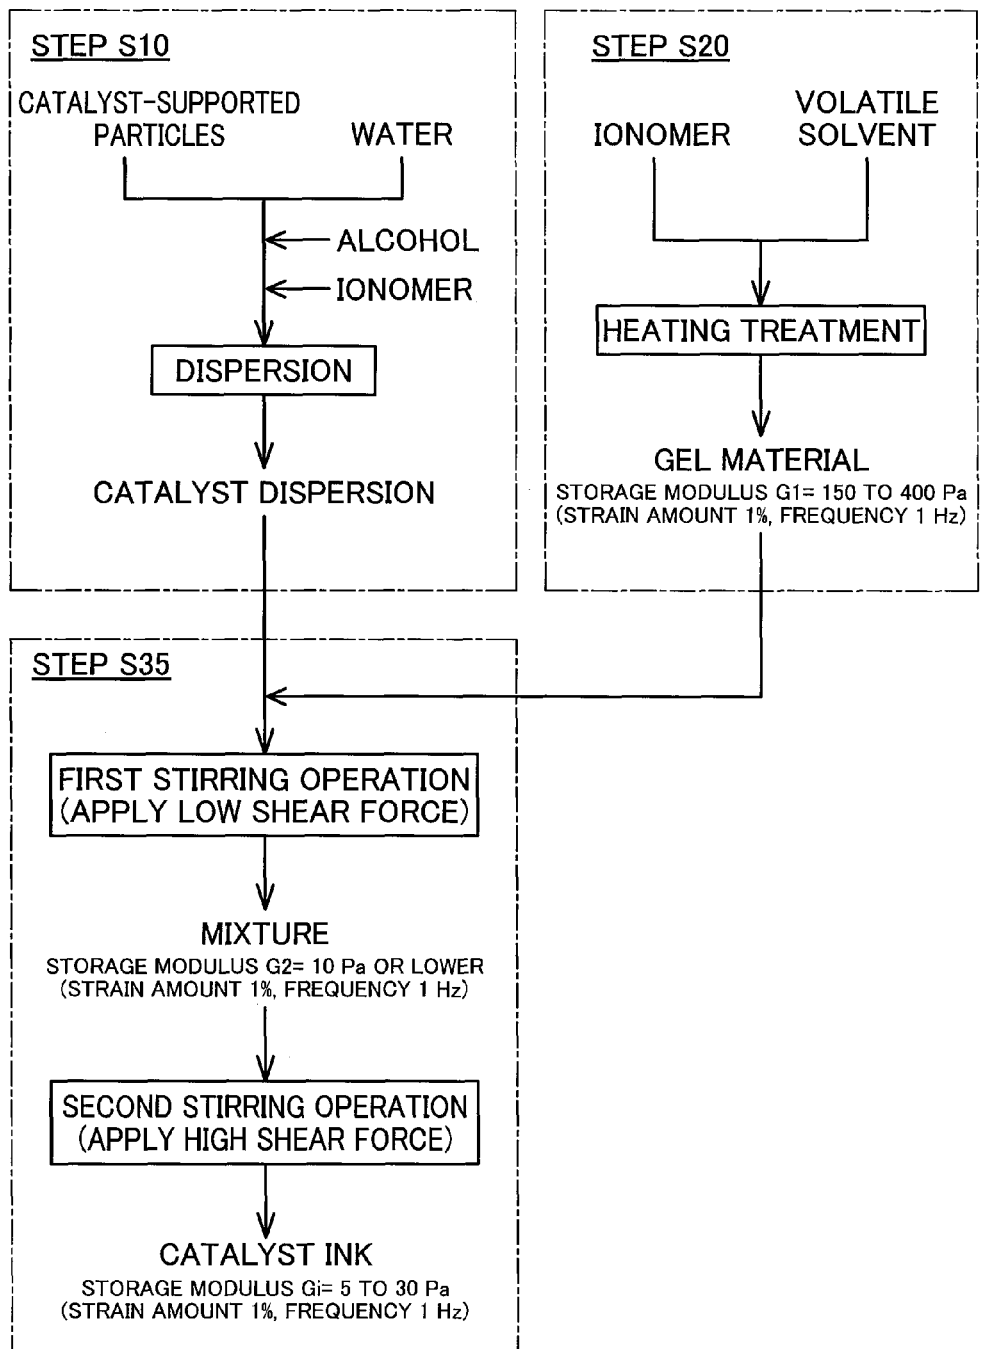 STEP S10
CATALYST-SUPPORTED
PARTICLES
WATER
ALCOHOL
IONOMER
DISPERSION
CATALYST DISPERSION
STEP S20
IONOMER
VOLATILE
SOLVENT
HEATING TREATMENT
GEL MATERIAL
STORAGE MODULUS G1= 150 TO 400 Pa
(STRAIN AMOUNT 1%, FREQUENCY 1 Hz)
STEP S35
FIRST STIRRING OPERATION
(APPLY LOW SHEAR FORCE)
MIXTURE
STORAGE MODULUS G2= 10 Pa OR LOWER
(STRAIN AMOUNT 1%, FREQUENCY 1 Hz)
SECOND STIRRING OPERATION
(APPLY HIGH SHEAR FORCE)
CATALYST INK
STORAGE MODULUS Gi= 5 TO 30 Pa
(STRAIN AMOUNT 1%, FREQUENCY 1 Hz)